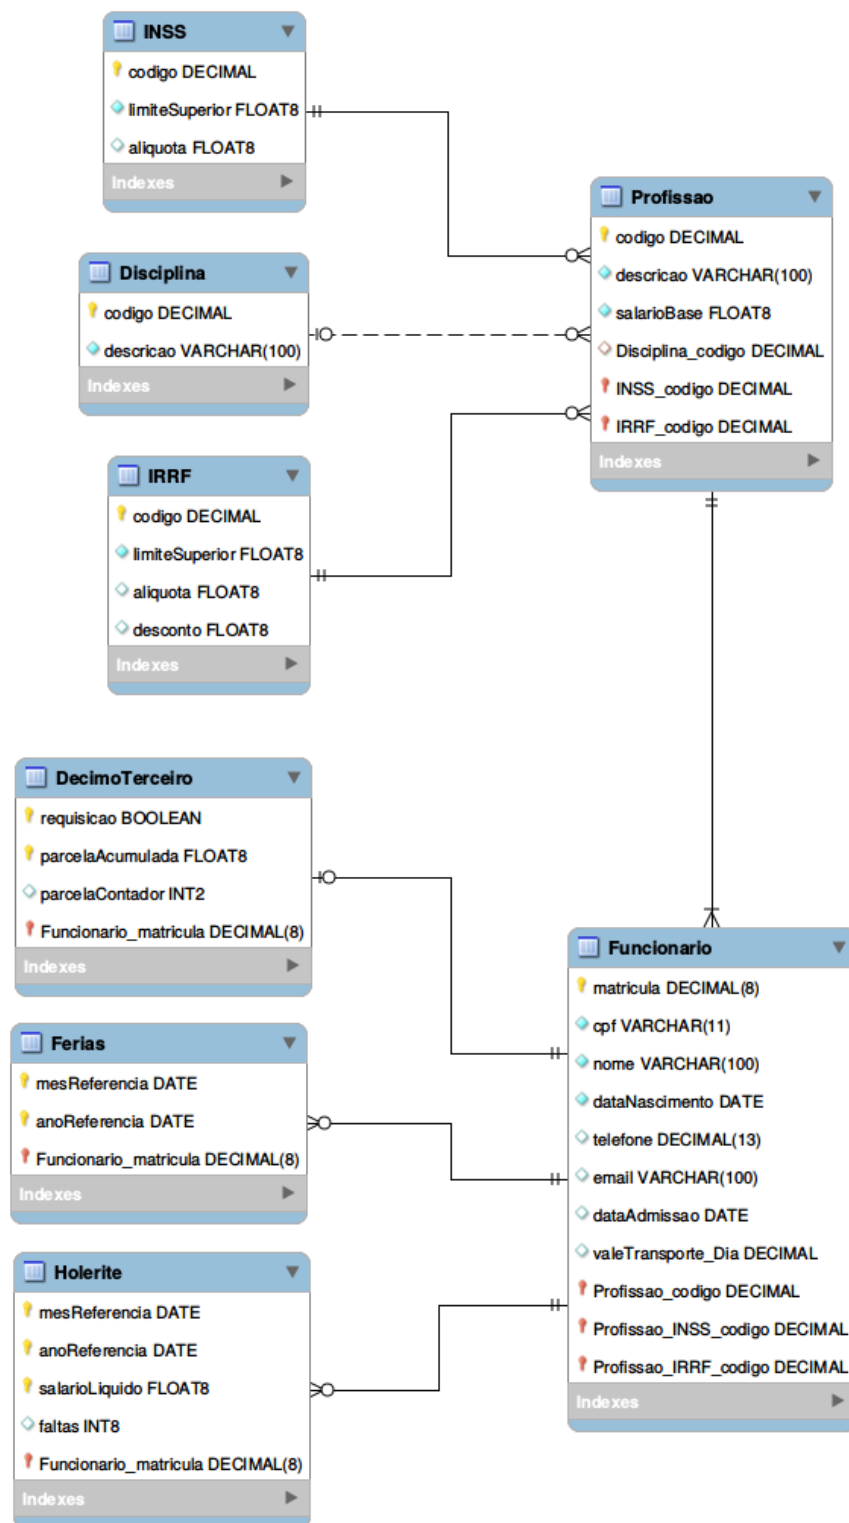 INSS
codigo DECIMAL
limiteSuperior FLOAT8
aliquota FLOAT8
Indexes
Disciplina
codigo DECIMAL
descricao VARCHAR(100)
Indexes
IRRF
codigo DECIMAL
limiteSuperior FLOAT8
aliquota FLOAT8
desconto FLOAT8
Indexes
Profissao
codigo DECIMAL
descricao VARCHAR(100)
salarioBase FLOAT8
Disciplina_codigo DECIMAL
INSS_codigo DECIMAL
IRRF_codigo DECIMAL
Indexes
DecimoTerceiro
requisicao BOOLEAN
parcelaAcumulada FLOAT8
parcelaContador INT2
Funcionario_matricula DECIMAL(8)
Indexes
Ferias
mesReferencia DATE
anoReferencia DATE
Funcionario_matricula DECIMAL(8)
Indexes
Holerite
mesReferencia DATE
anoReferencia DATE
salarioLiquido FLOAT8
faltas INT8
Funcionario_matricula DECIMAL(8)
Indexes
Funcionario
matricula DECIMAL(8)
cpf VARCHAR(11)
nome VARCHAR(100)
dataNascimento DATE
telefone DECIMAL(13)
email VARCHAR(100)
dataAdmissao DATE
valeTransporte_Dia DECIMAL
Profissao_codigo DECIMAL
Profissao_INSS_codigo DECIMAL
Profissao_IRRF_codigo DECIMAL
Indexes